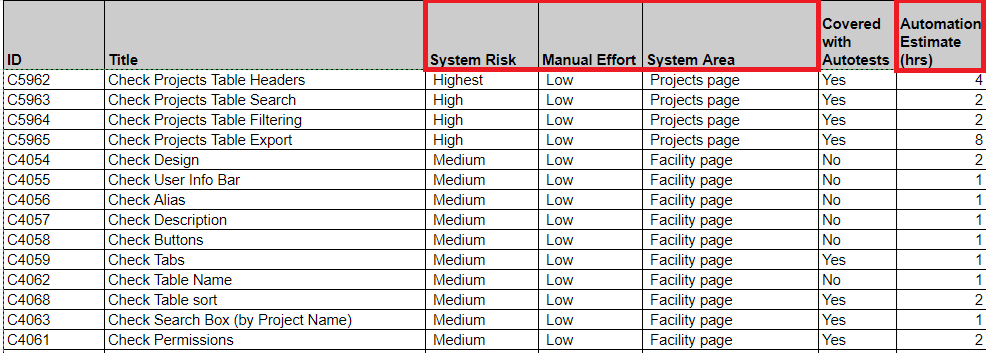 ID Title System Risk Manual Effort System Area Covered with Autotests Automation Estimate (hrs)
C5962 Check Projects Table Headers Highest Low Projects page Yes 4
C5963 Check Projects Table Search High Low Projects page Yes 2
C5964 Check Projects Table Filtering High Low Projects page Yes 2
C5965 Check Projects Table Export High Low Projects page Yes 8
C4054 Check Design Medium Low Facility page No 2
C4055 Check User Info Bar Medium Low Facility page No 1
C4056 Check Alias Medium Low Facility page No 1
C4057 Check Description Medium Low Facility page No 1
C4058 Check Buttons Medium Low Facility page No 1
C4059 Check Tabs Medium Low Facility page Yes 1
C4062 Check Table Name Medium Low Facility page No 1
C4068 Check Table sort Medium Low Facility page Yes 2
C4063 Check Search Box (by Project Name) Medium Low Facility page Yes 1
C4061 Check Permissions Medium Low Facility page Yes 2